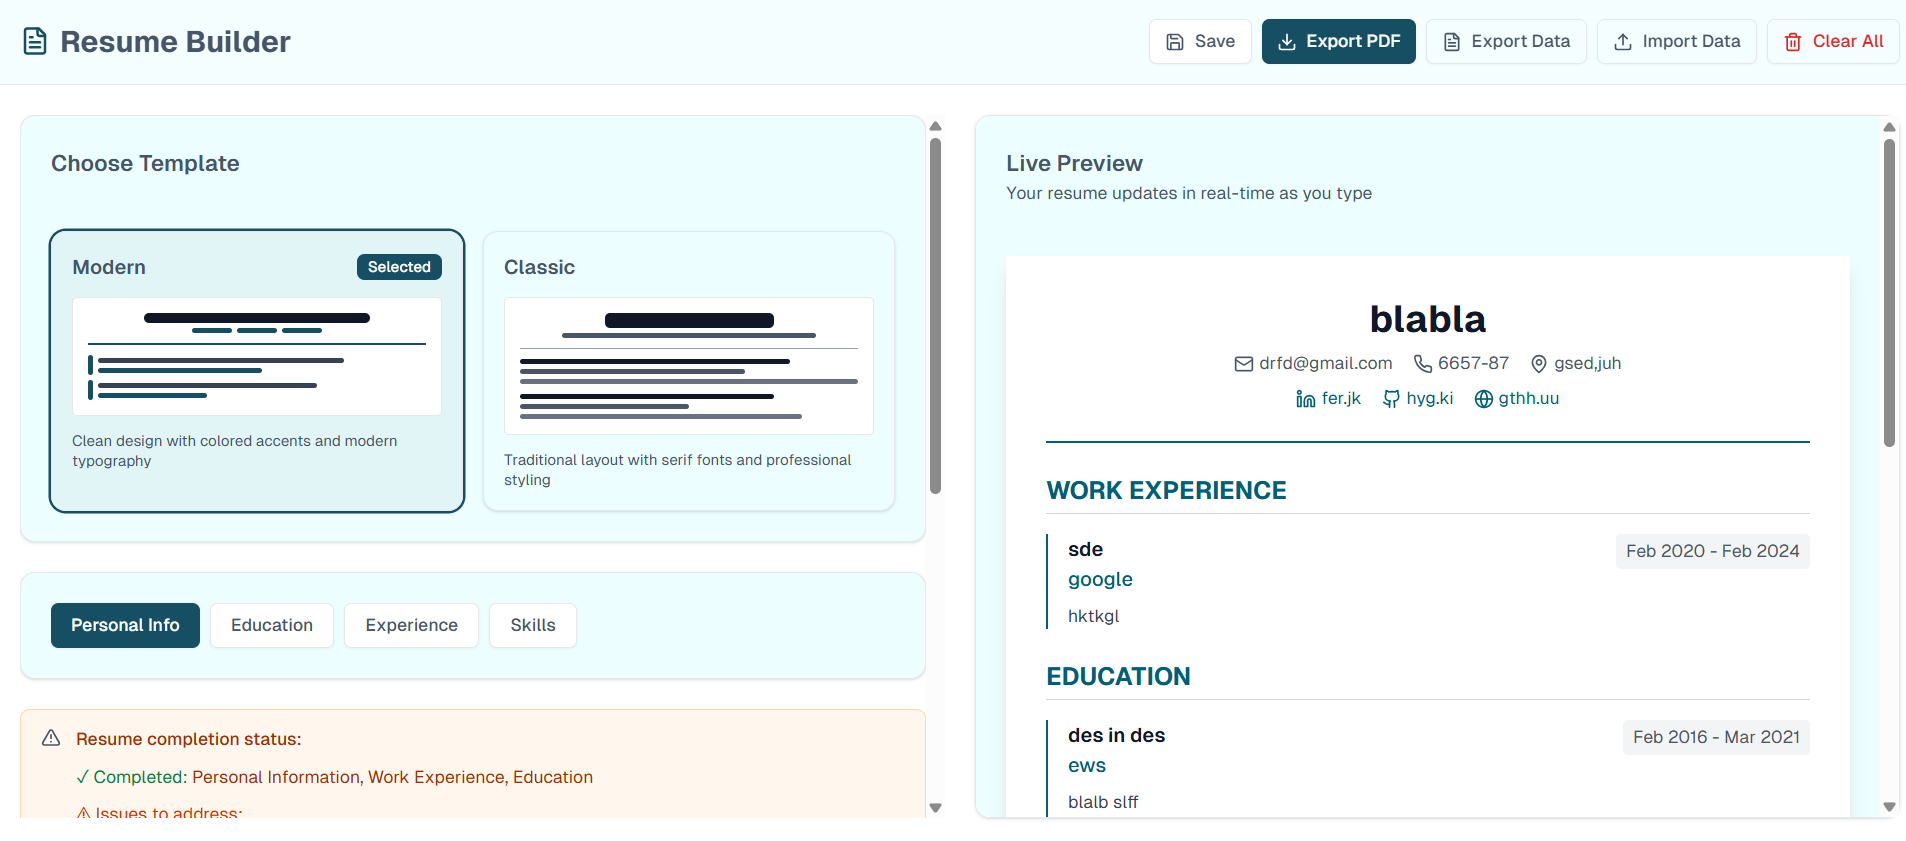 Resume Builder
Save
Export PDF
Export Data
Import Data
Clear All
Choose Template
Modern
Selected
Clean design with colored accents and modern
typography
Classic
Traditional layout with serif fonts and professional
styling
Personal Info
Education
Experience
Skills
Resume completion status:
✓ Completed: Personal Information, Work Experience, Education
⚠ Issues to address:
Live Preview
Your resume updates in real-time as you type
blabla
drfd@gmail.com 6657-87 gsed,juh
fer.jk hyg.ki gthh.uu
WORK EXPERIENCE
sde
Feb 2020 - Feb 2024
google
hktkgl
EDUCATION
des in des
Feb 2016 - Mar 2021
ews
blalb slff